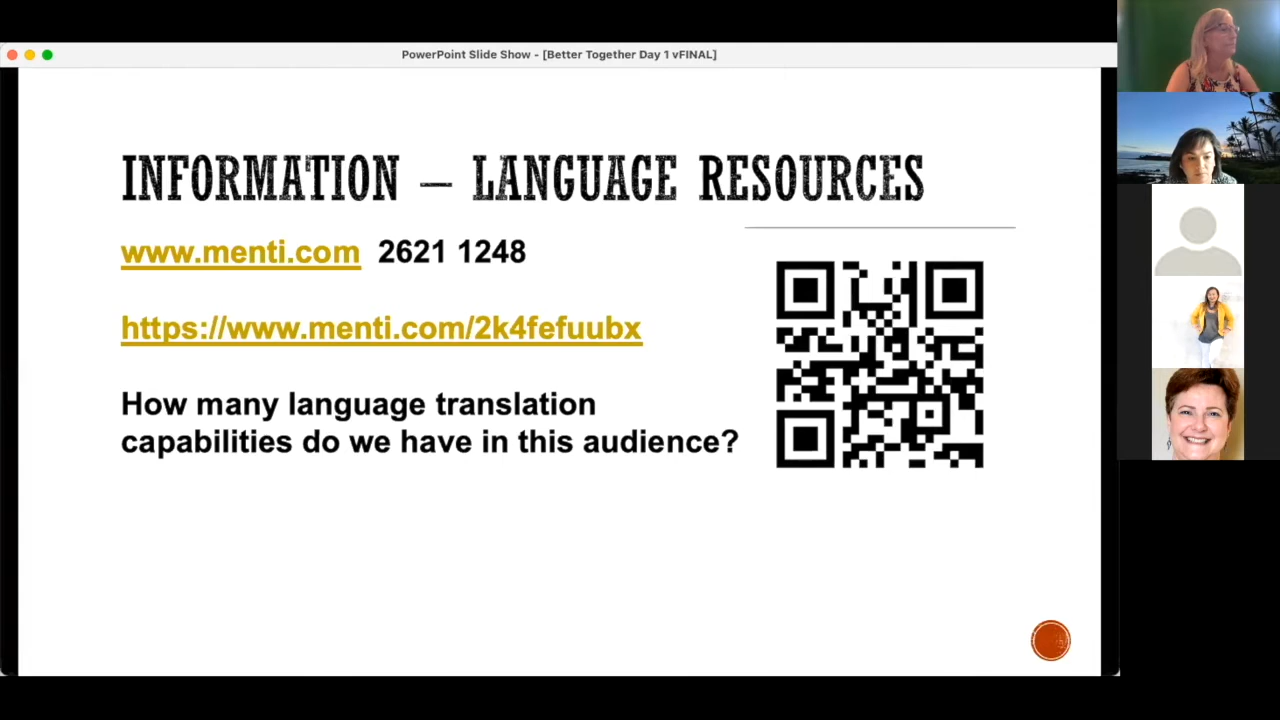 PowerPoint Slide Show - [Better Together Day 1 vFINAL]
INFORMATION – LANGUAGE RESOURCES
www.menti.com 2621 1248
https://www.menti.com/2k4fefuubx
How many language translation
capabilities do we have in this audience?